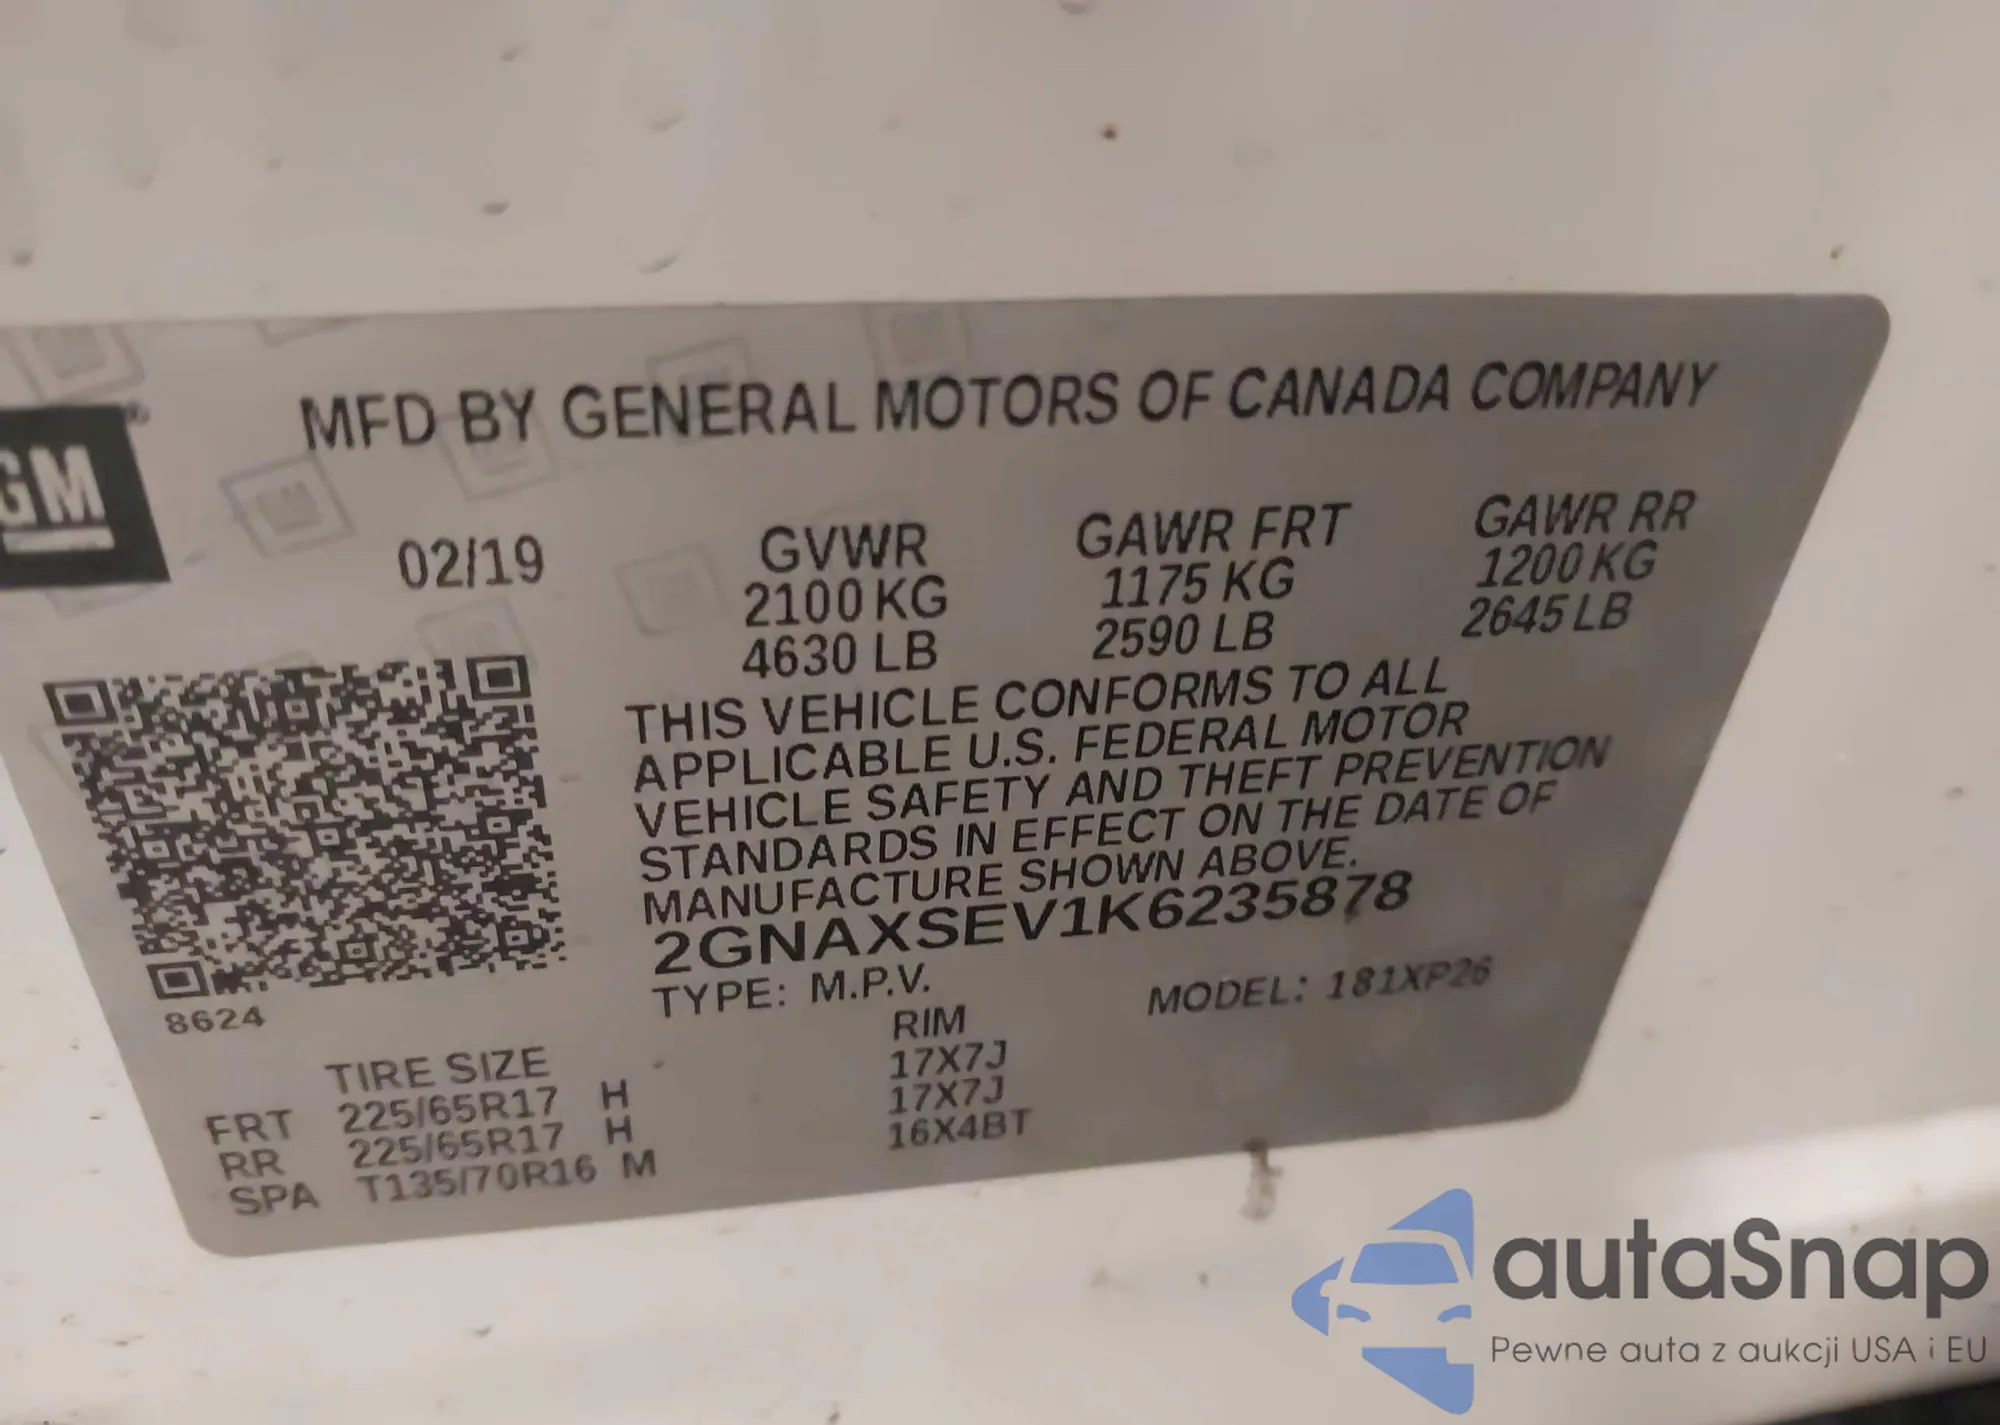 MFD BY GENERAL MOTORS OF CANADA COMPANY
GM
02/19 GVWR GAWR FRT GAWR RR
2100 KG 1175 KG 1200 KG
4630 LB 2590 LB 2645 LB
THIS VEHICLE CONFORMS TO ALL
APPLICABLE U.S. FEDERAL MOTOR
VEHICLE SAFETY AND THEFT PREVENTION
STANDARDS IN EFFECT ON THE DATE OF
MANUFACTURE SHOWN ABOVE.
2GNAXSEV1K6235878
TYPE: M.P.V. MODEL: 181XP26
8624
TIRE SIZE RIM
FRT 225/65R17 H 17X7J
RR 225/65R17 H 17X7J
SPA T135/70R16 M 16X4BT
autaSnap
Pewne auta z aukcji USA i EU